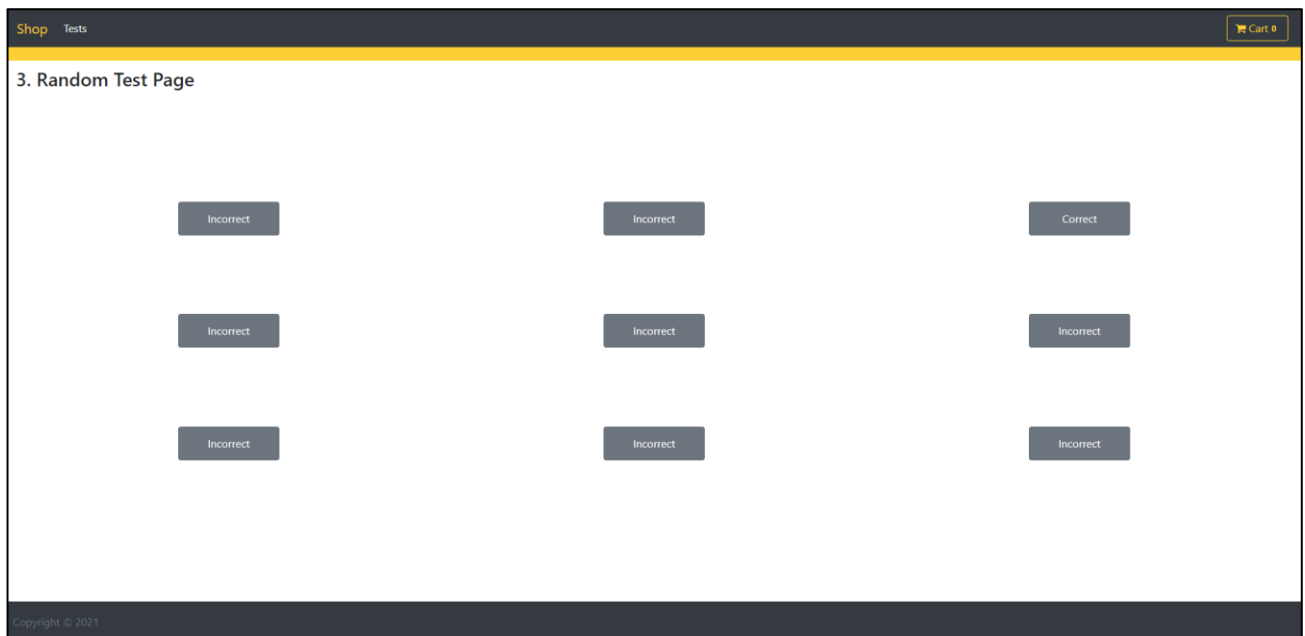 Shop Tests Cart 0
3. Random Test Page
Incorrect Incorrect Correct
Incorrect Incorrect Incorrect
Incorrect Incorrect Incorrect
Copyright © 2021